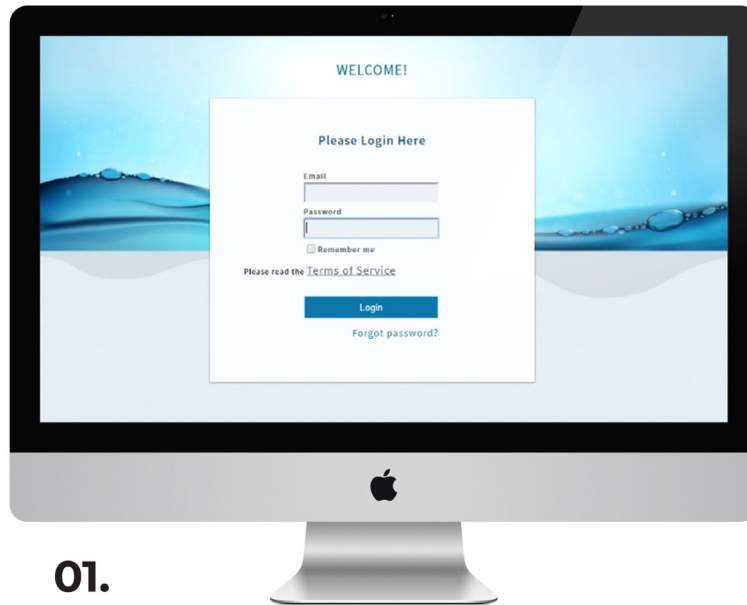 WELCOME!
Please Login Here
Email
Password
Remember me
Please read the Terms of Service
Login
Forgot password?
01.